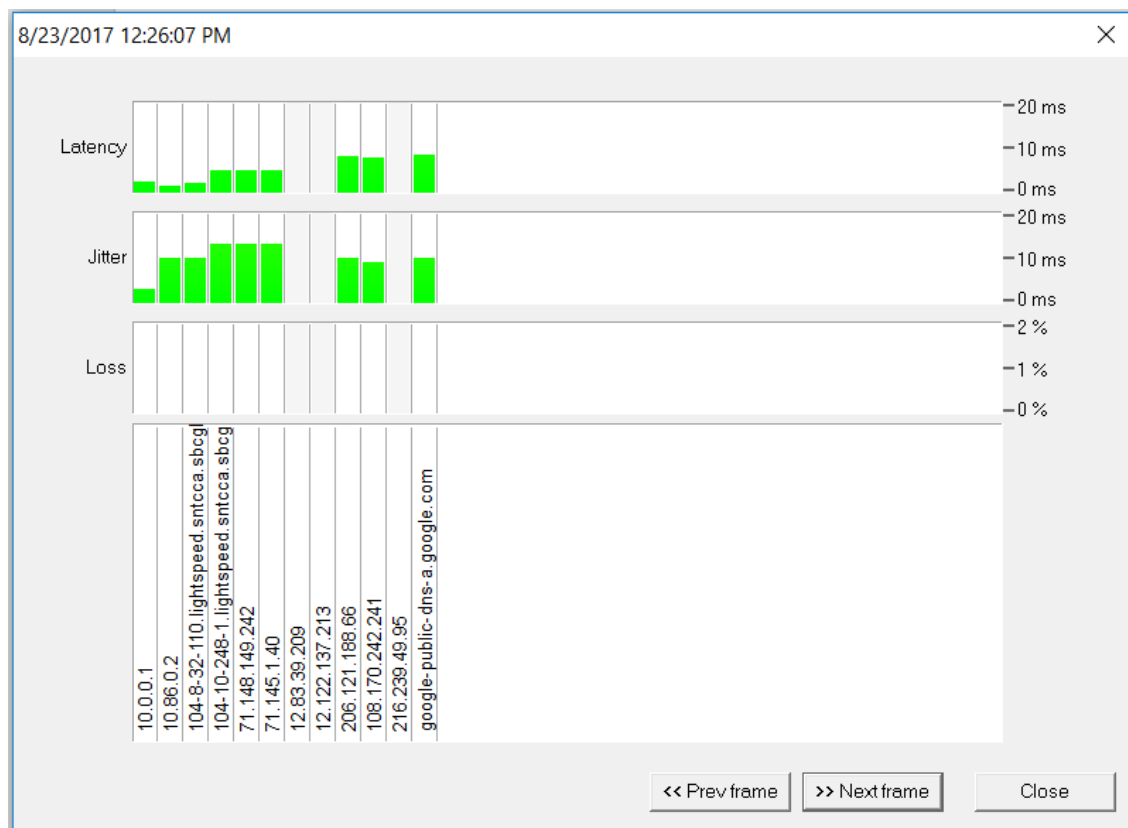 8/23/2017 12:26:07 PM
Latency
20 ms
10 ms
0 ms
Jitter
20 ms
10 ms
0 ms
Loss
2 %
1 %
0 %
10.0.0.1
10.86.0.2
104-8-32-110.lightspeed.sntcca.sbcgl
104-10-248-1.lightspeed.sntcca.sbcg
71.148.149.242
71.145.1.40
12.83.39.209
12.122.137.213
206.121.188.66
108.170.242.241
216.239.49.95
google-public-dns-a.google.com
<< Prev frame
>> Next frame
Close